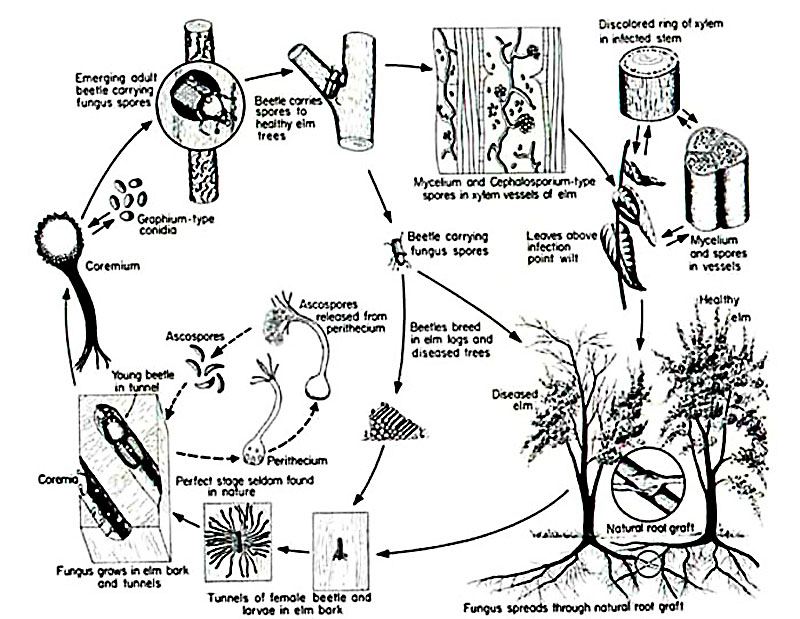 Emerging adult
beetle carrying
fungus spores
Beetle carries
spores to
healthy elm
trees
Mycelium and Cephalosporium-type
spores in xylem vessels of elm
Discolored ring of xylem
in infected stem
Mycelium
and spores
in vessels
Leaves above
infection
point wilt
Graphium-type
conidia
Coremium
Beetle carrying
fungus spores
Beetles breed
in elm logs and
diseased trees
Ascospores
released from
perithecium
Ascospores
Perithecium
Perfect stage seldom found
in nature
Young beetle
in tunnel
Coremia
Fungus grows in elm bark
and tunnels
Tunnels of female beetle and
larvae in elm bark
Healthy
elm
Diseased
elm
Natural root graft
Fungus spreads through natural root graft